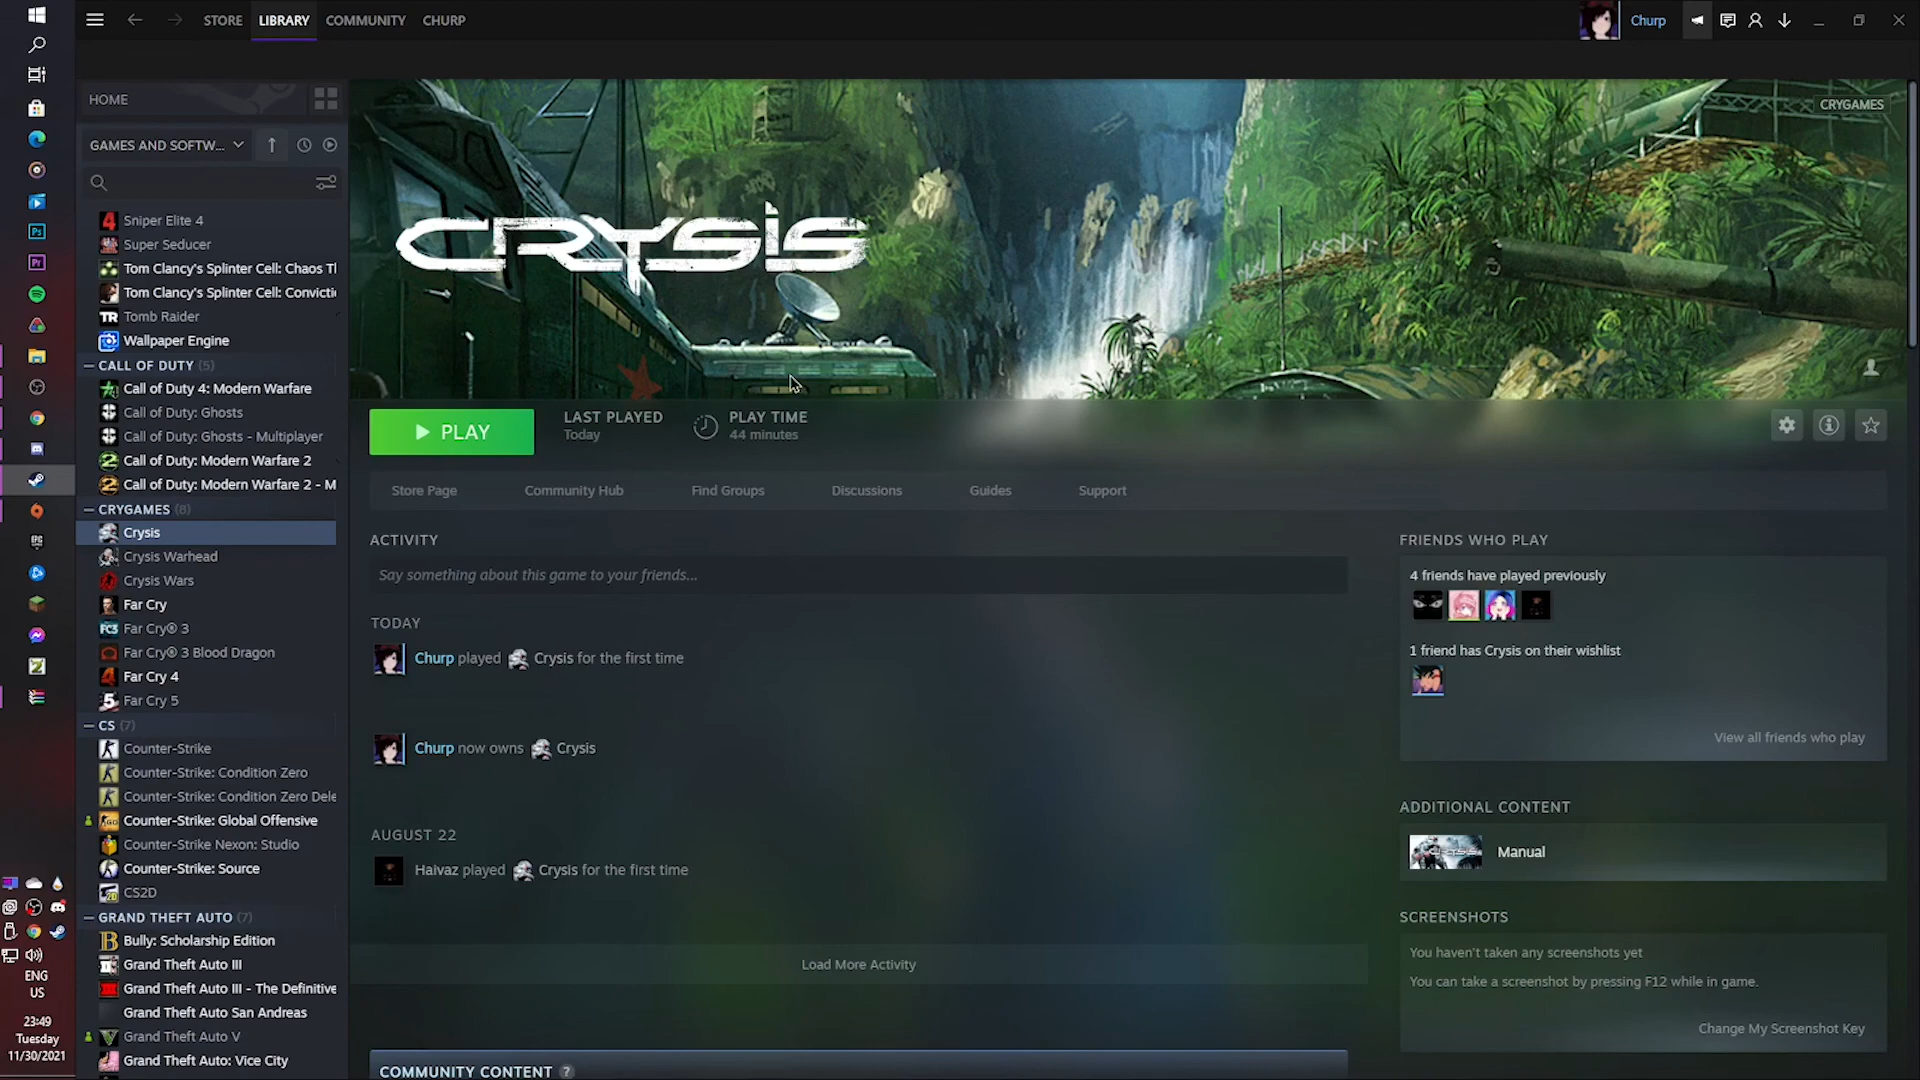 STORE LIBRARY COMMUNITY CHURP
Churp
HOME
GAMES AND SOFTW...
Sniper Elite 4
Super Seducer
Tom Clancy's Splinter Cell: Chaos Tl
Tom Clancy's Splinter Cell: Convictic
TR Tomb Raider
Wallpaper Engine
CALL OF DUTY (5)
Call of Duty 4: Modern Warfare
Call of Duty: Ghosts
Call of Duty: Ghosts - Multiplayer
Call of Duty: Modern Warfare 2
Call of Duty: Modern Warfare 2 - M
CRYGAMES (8)
Crysis
Crysis Warhead
Crysis Wars
Far Cry
FC3 Far Cry® 3
Far Cry® 3 Blood Dragon
4 Far Cry 4
5 Far Cry 5
CS (7)
Counter-Strike
Counter-Strike: Condition Zero
Counter-Strike: Condition Zero Dele
Counter-Strike: Global Offensive
Counter-Strike Nexon: Studio
Counter-Strike: Source
CS2D
GRAND THEFT AUTO (7)
Bully: Scholarship Edition
Grand Theft Auto III
Grand Theft Auto III - The Definitive
Grand Theft Auto San Andreas
Grand Theft Auto V
Grand Theft Auto: Vice City
Ps
Pr
EPIC
ENG
US
23:49
Tuesday
11/30/2021
CRYGAMES
CRYSIS
PLAY
LAST PLAYED
Today
PLAY TIME
44 minutes
Store Page Community Hub Find Groups Discussions Guides Support
ACTIVITY
Say something about this game to your friends...
TODAY
Churp played Crysis for the first time
Churp now owns Crysis
AUGUST 22
Haivaz played Crysis for the first time
Load More Activity
COMMUNITY CONTENT ?
FRIENDS WHO PLAY
4 friends have played previously
1 friend has Crysis on their wishlist
View all friends who play
ADDITIONAL CONTENT
CRYSIS
Manual
SCREENSHOTS
You haven't taken any screenshots yet
You can take a screenshot by pressing F12 while in game.
Change My Screenshot Key